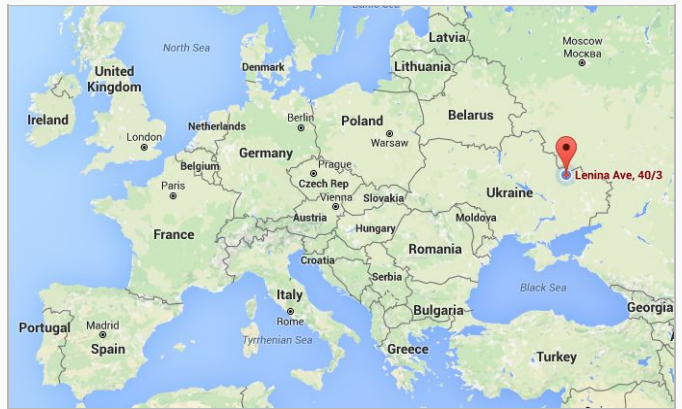 Baltic Sea
Latvia
Moscow
Москва
North Sea
Denmark
Lithuania
United
Kingdom
Ireland
Berlin
Poland
Belarus
London
Netherlands
Warsaw
Germany
Belgium
Prague
Lenina Ave, 40/3
Paris
Czech Rep
Ukraine
Vienna
Slovakia
Austria
Moldova
France
Hungary
Romania
Croatia
Serbia
Black Sea
Italy
Georgia
Bulgaria
Rome
Portugal
Madrid
Tyrrhenian Sea
Spain
Greece
Turkey